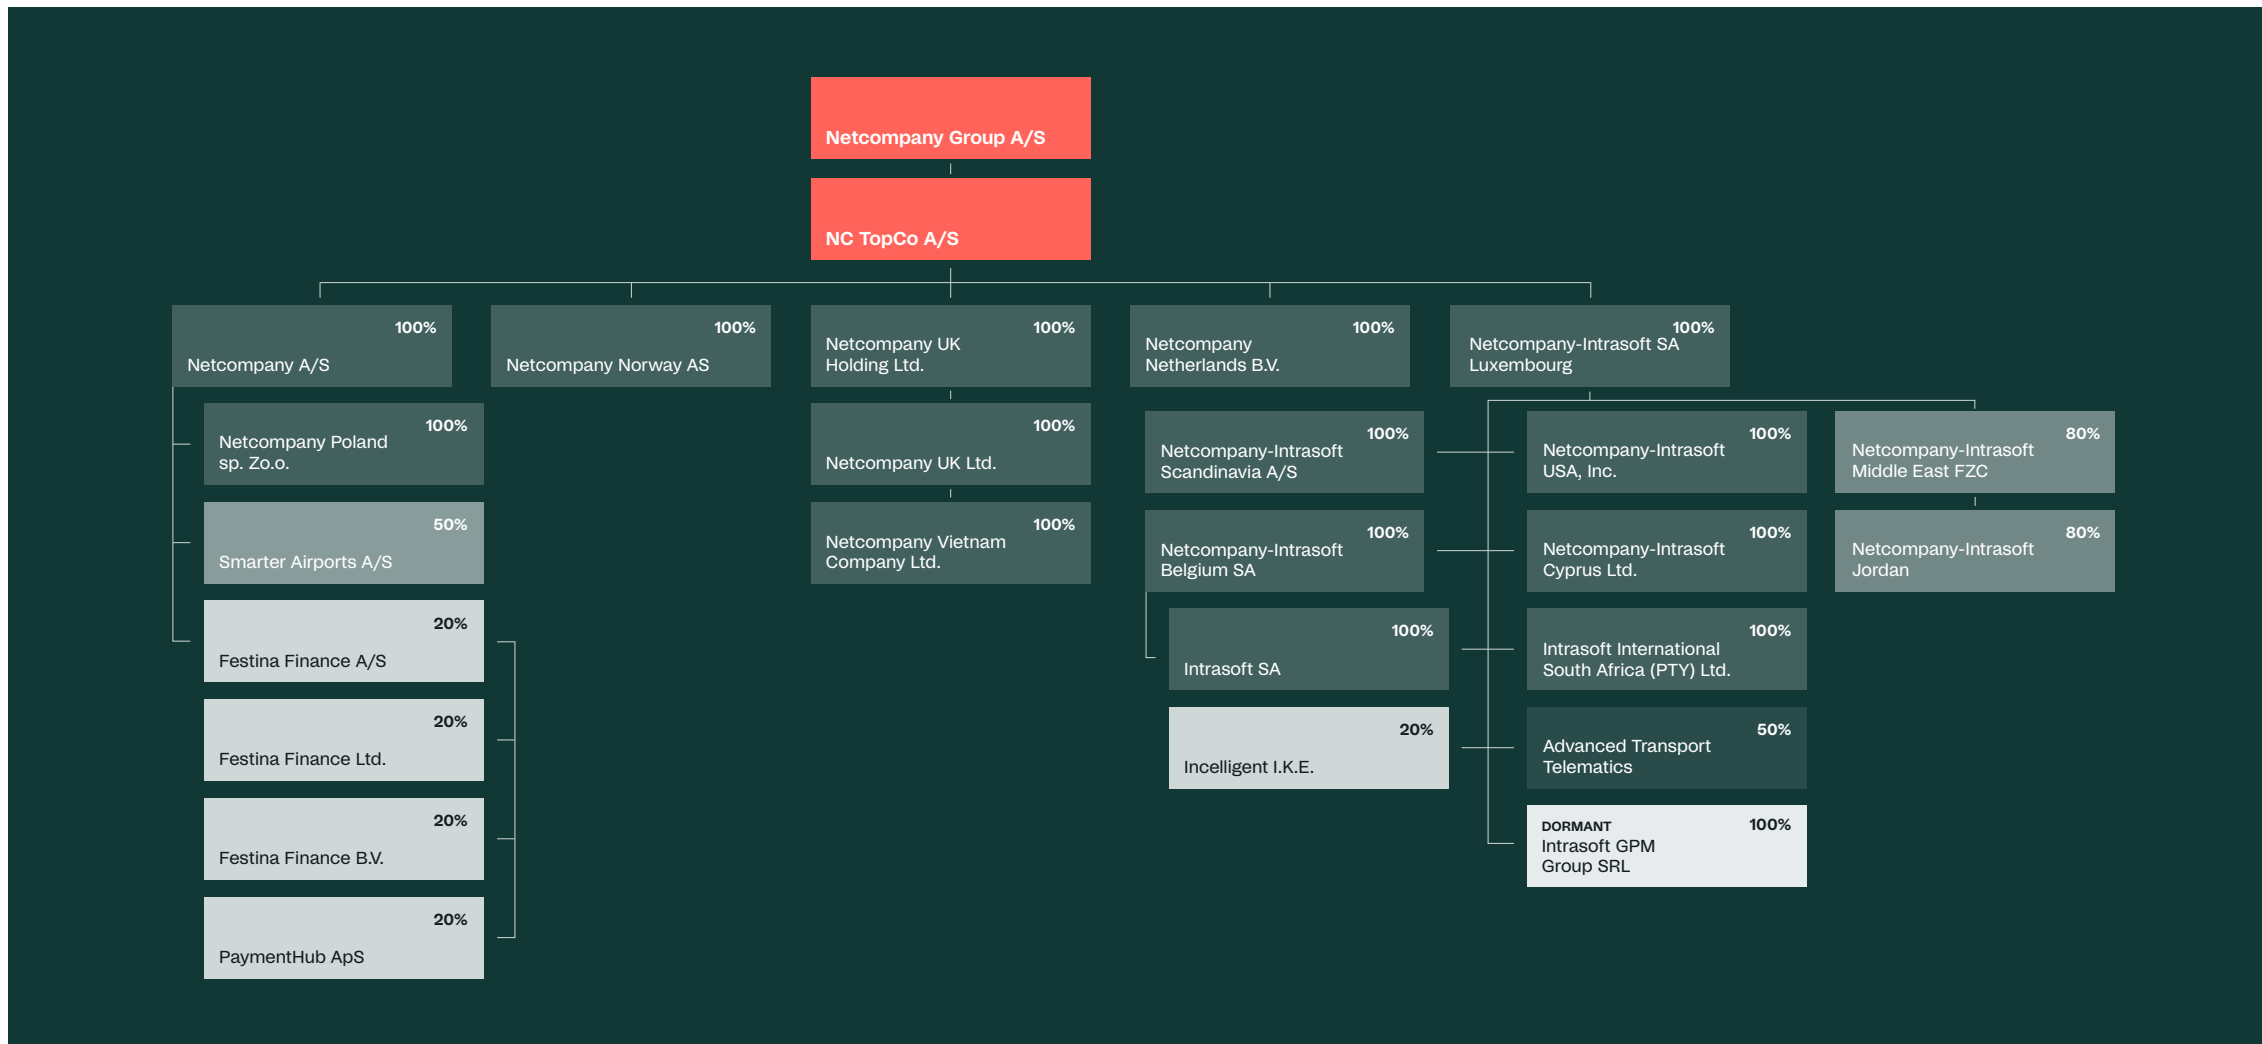 Netcompany Group A/S
NC TopCo A/S
100%
Netcompany A/S
100%
Netcompany Norway AS
100%
Netcompany UK
Holding Ltd.
100%
Netcompany
Netherlands B.V.
100%
Netcompany-Intrasoft SA
Luxembourg
100%
Netcompany Poland
sp. Zo.o.
50%
Smarter Airports A/S
20%
Festina Finance A/S
20%
Festina Finance Ltd.
20%
Festina Finance B.V.
20%
PaymentHub ApS
100%
Netcompany UK Ltd.
100%
Netcompany Vietnam
Company Ltd.
100%
Netcompany-Intrasoft
Scandinavia A/S
100%
Netcompany-Intrasoft
Belgium SA
100%
Intrasoft SA
20%
Incelligent I.K.E.
100%
Netcompany-Intrasoft
USA, Inc.
100%
Netcompany-Intrasoft
Cyprus Ltd.
100%
Intrasoft International
South Africa (PTY) Ltd.
50%
Advanced Transport
Telematics
DORMANT 100%
Intrasoft GPM
Group SRL
80%
Netcompany-Intrasoft
Middle East FZC
80%
Netcompany-Intrasoft
Jordan